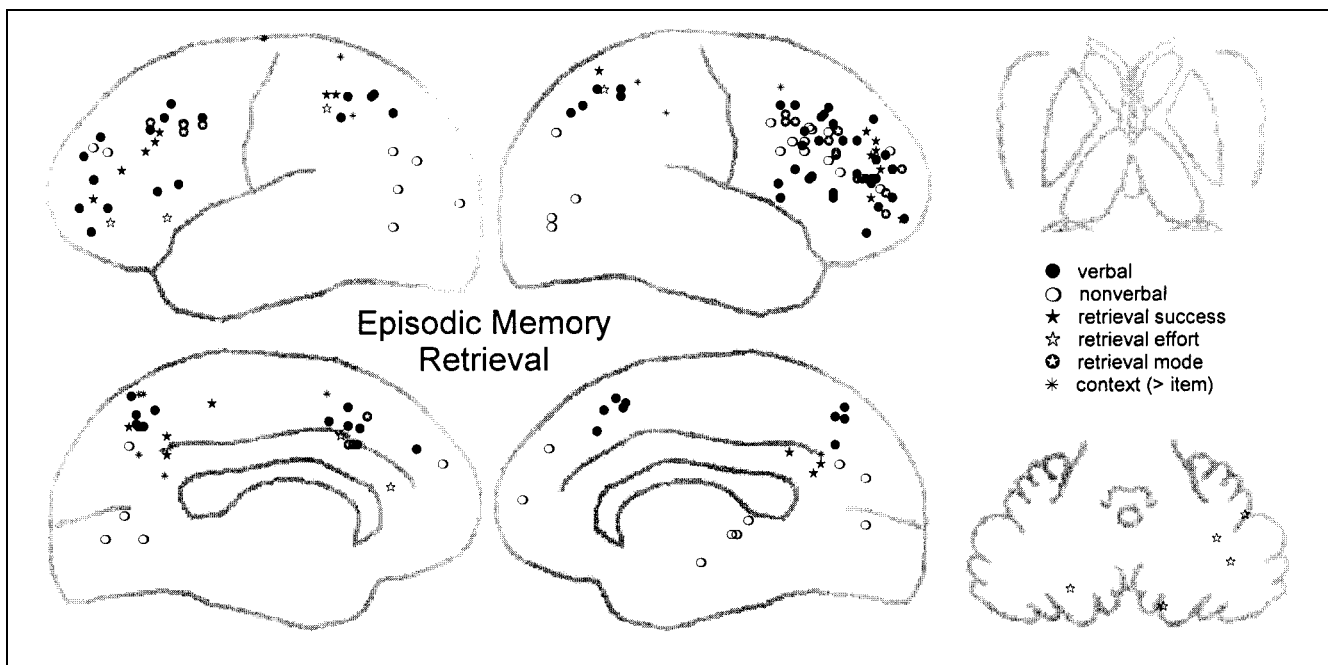 Episodic Memory
Retrieval
verbal
nonverbal
retrieval success
retrieval effort
retrieval mode
context (> item)